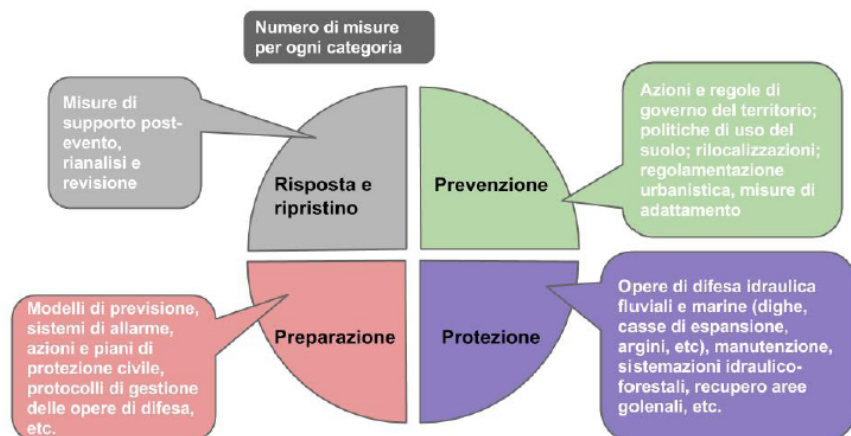 Numero di misure
per ogni categoria
Misure di
supporto post-
evento,
rianalisi e
revisione
Azioni e regole di
governo del territorio;
politiche di uso del
suolo; rilocalizzazioni;
regolamentazione
urbanistica, misure di
adattamento
Risposta e
ripristino
Prevenzione
Modelli di previsione,
sistemi di allarme,
azioni e piani di
protezione civile,
protocolli di gestione
delle opere di difesa,
etc.
Preparazione
Protezione
Opere di difesa idraulica
fluviali e marine (dighe,
casse di espansione,
argini, etc), manutenzione,
sistemazioni idraulico-
forestali, recupero aree
golenali, etc.